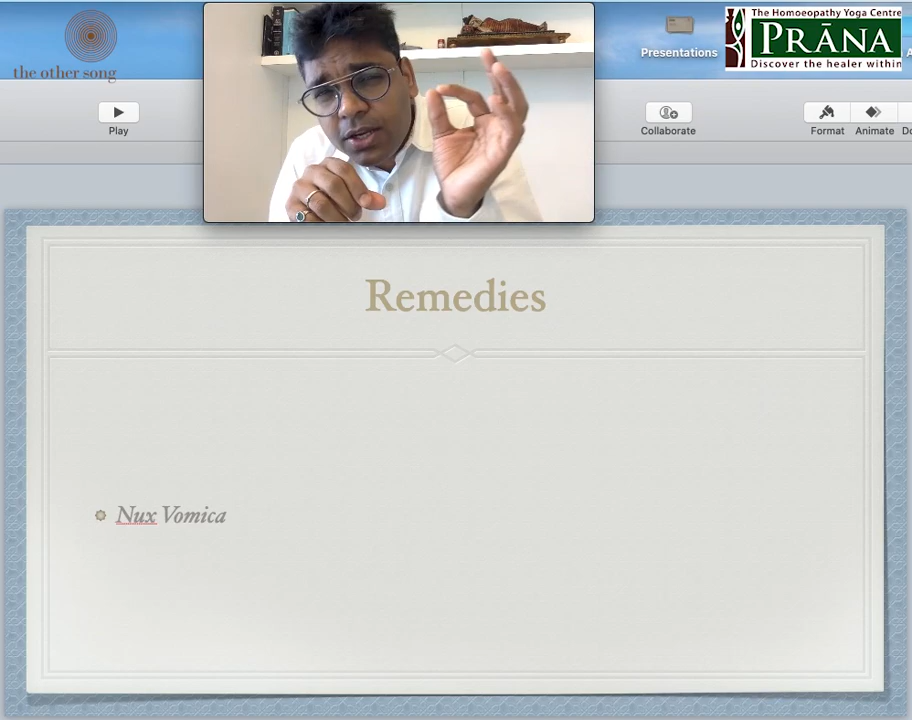 the other song
Presentations
The Homoeopathy Yoga Centre
PRĀNA
Discover the healer within
Play
Collaborate
Format
Animate
Remedies
Nux Vomica